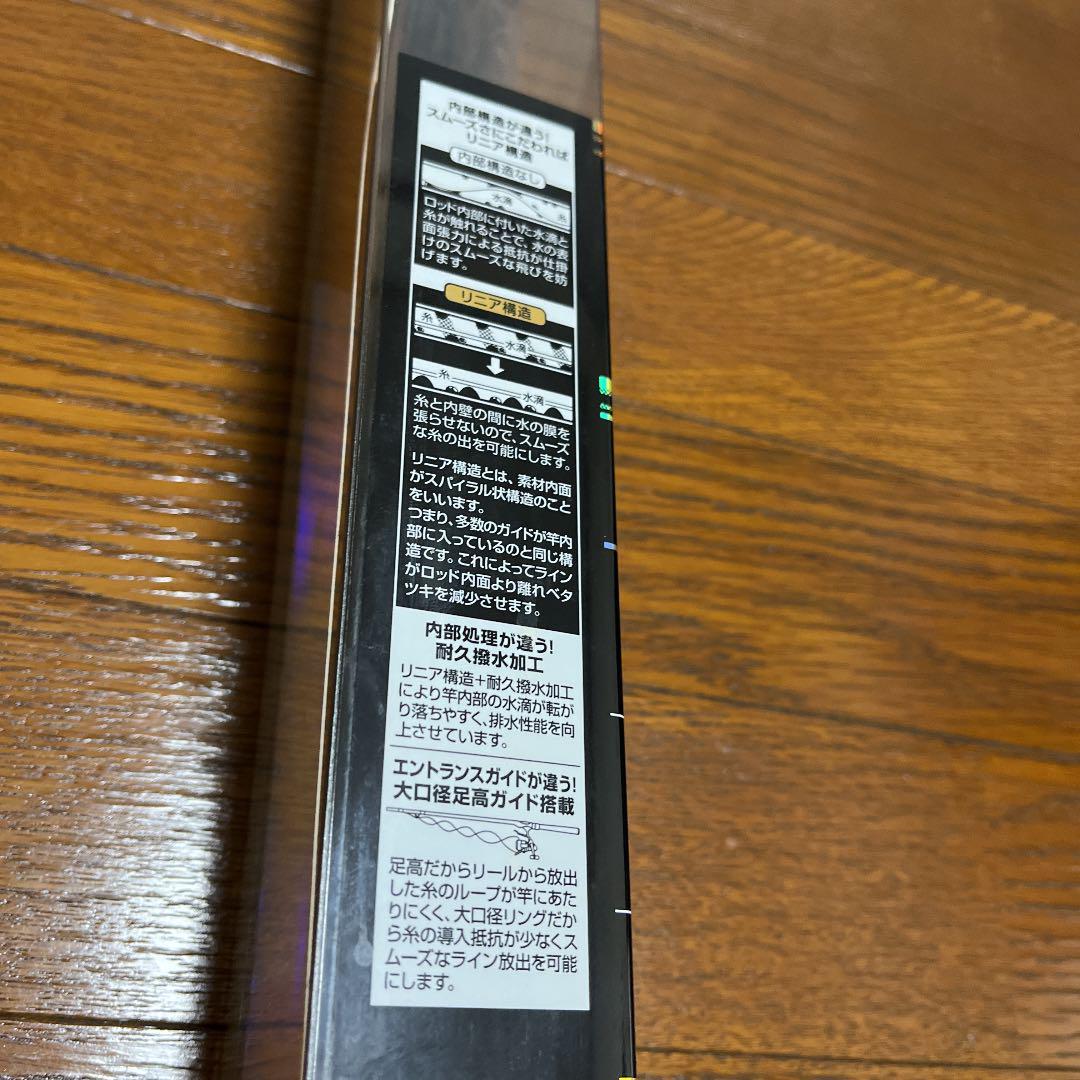 内部構造が違う!
スムーズさにこだわれば
リニア構造
内部構造なし
水滴
糸
ロッド内部に付いた水滴と
糸が触れることで、水の表
面張力による抵抗が仕掛
けのスムーズな飛びを妨
げます。
リニア構造
糸
水滴
糸
水滴
糸と内壁の間に水の膜を
張らせないので、スムーズ
な糸の出を可能にします。
リニア構造とは、素材内面
がスパイラル状構造のこと
をいいます。
つまり、多数のガイドが竿内
部に入っているのと同じ構
造です。これによってライン
がロッド内面より離れベタ
ツキを減少させます。
内部処理が違う!
耐久撥水加工
リニア構造+耐久撥水加工
により竿内部の水滴が転が
り落ちやすく、排水性能を向
上させています。
エントランスガイドが違う!
大口径足高ガイド搭載
足高だからリールから放出
した糸のループが竿にあた
りにくく、大口径リングだか
ら糸の導入抵抗が少なくス
ムーズなライン放出を可能
にします。